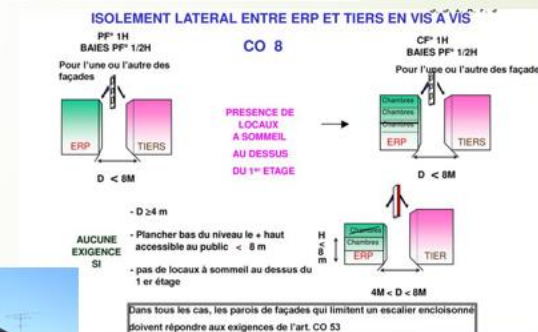 ISOLEMENT LATERAL ENTRE ERP ET TIERS EN VIS A VIS
CO 8
PF° 1H
BAIES PF° 1/2H
Pour l'une ou l'autre des
façades
ERP
TIERS
D < 8M
PRESENCE DE
LOCAUX
A SOMMEIL
AU DESSUS
DU 1er ETAGE
CF° 1H
BAIES PF° 1/2H
Pour l'une ou l'autre des façade
Chambres
Chambres
Chambres
ERP
TIERS
D < 8M
AUCUNE
EXIGENCE
SI
- D ≥4 m
- Plancher bas du niveau le + haut
accessible au public < 8 m
- pas de locaux à sommeil au dessus du
1 er étage
H
<
8
m
Chambres
Chambres
ERP
TIER
4M < D < 8M
Dans tous les cas, les parois de façades qui limitent un escalier encloisonné
doivent répondre aux exigences de l'art. CO 53